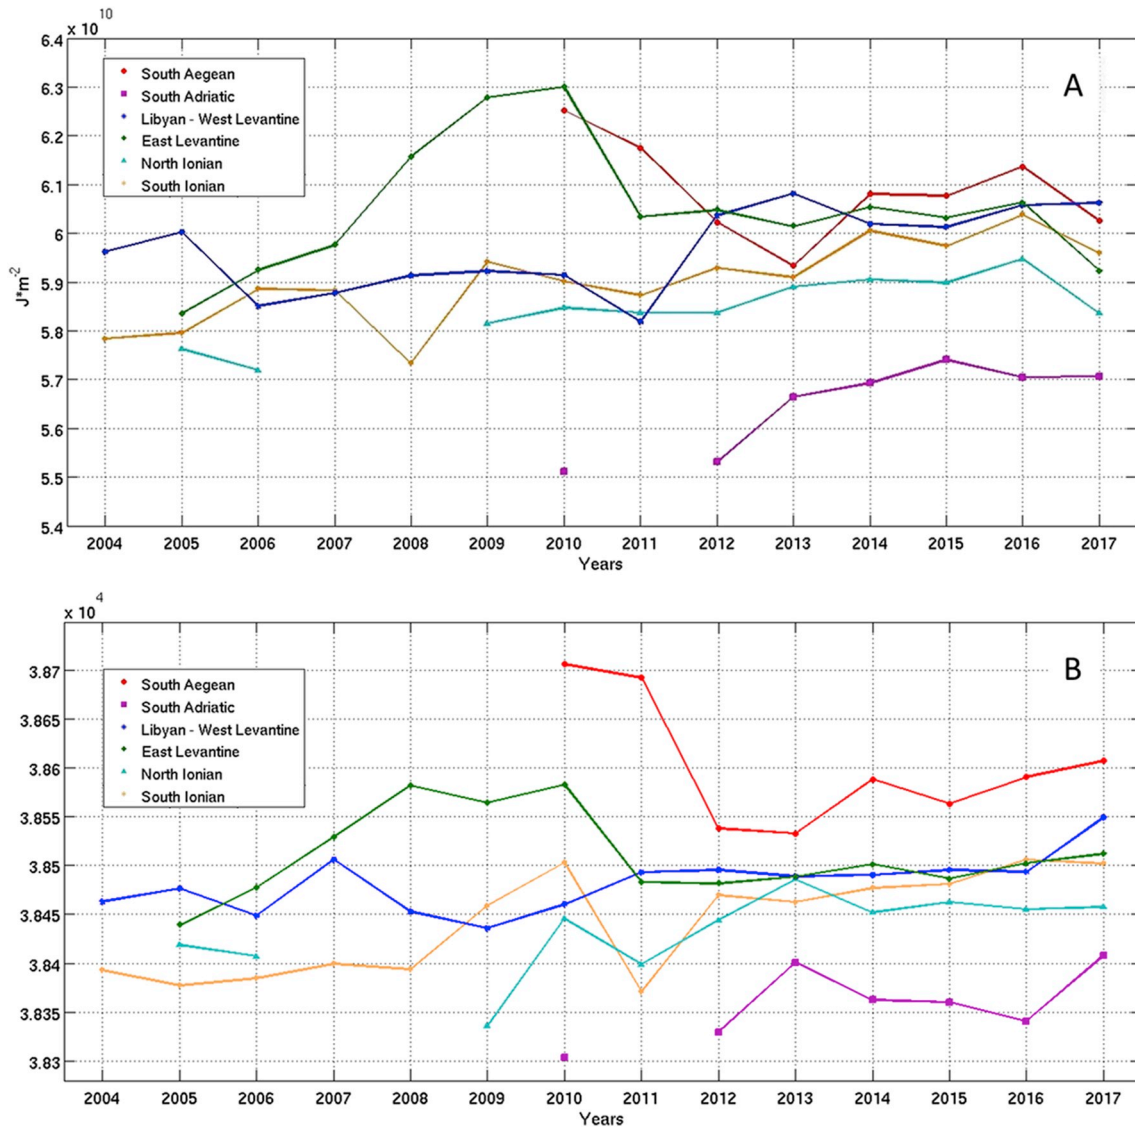 x 10^10
6.4
6.3
6.2
6.1
6
5.9
5.8
5.7
5.6
5.5
5.4
J*m^-2
A
South Aegean
South Adriatic
Libyan - West Levantine
East Levantine
North Ionian
South Ionian
2004 2005 2006 2007 2008 2009 2010 2011 2012 2013 2014 2015 2016 2017
Years
x 10^4
3.87
3.865
3.86
3.855
3.85
3.845
3.84
3.835
3.83
B
South Aegean
South Adriatic
Libyan - West Levantine
East Levantine
North Ionian
South Ionian
2004 2005 2006 2007 2008 2009 2010 2011 2012 2013 2014 2015 2016 2017
Years